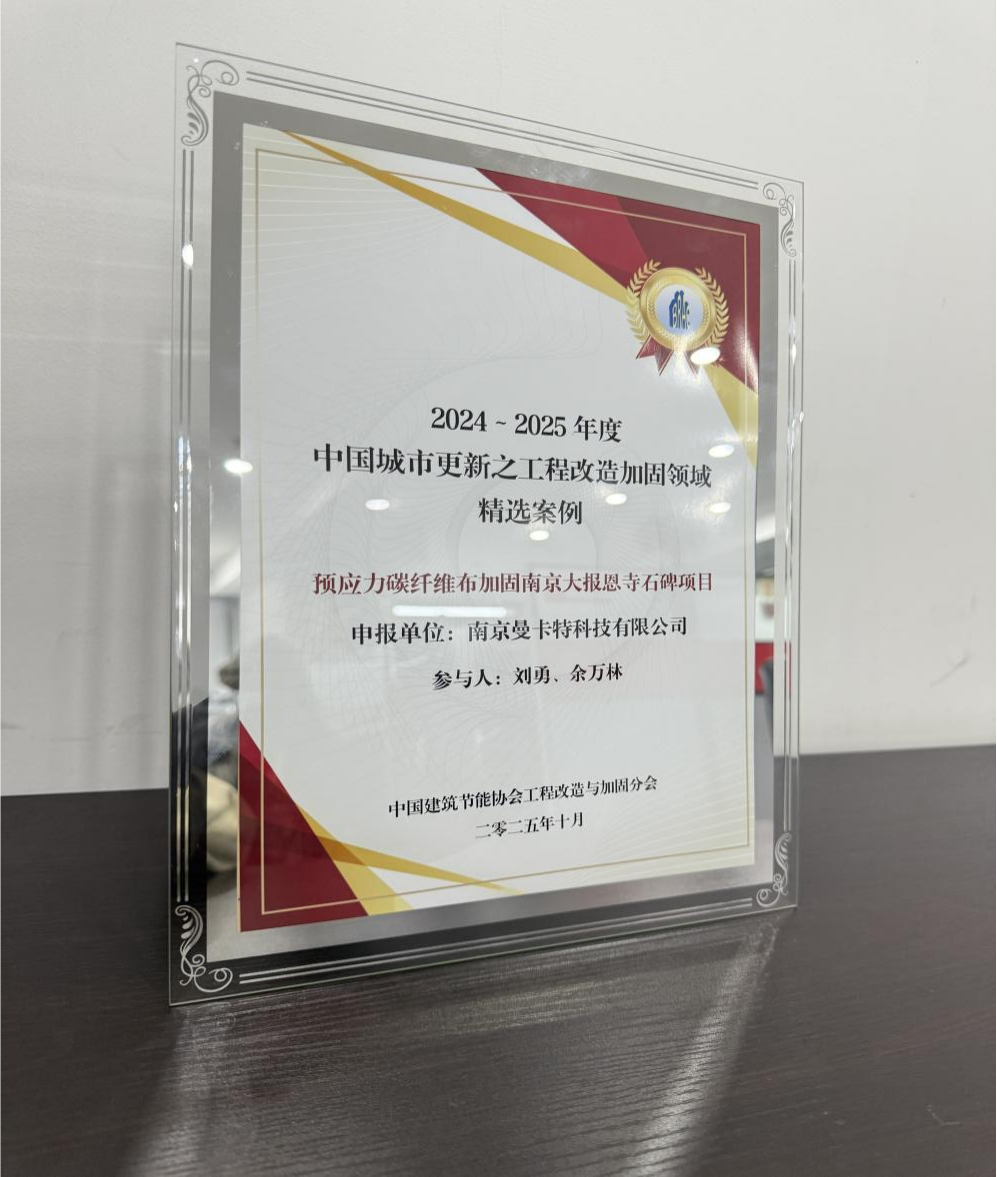 2024 ~ 2025 年度
中国城市更新之工程改造加固领域
精选案例
预应力碳纤维布加固南京大报恩寺石碑项目
申报单位：南京曼卡特科技有限公司
参与人：刘勇、余万林
中国建筑节能协会工程改造与加固分会
二零二五年十月